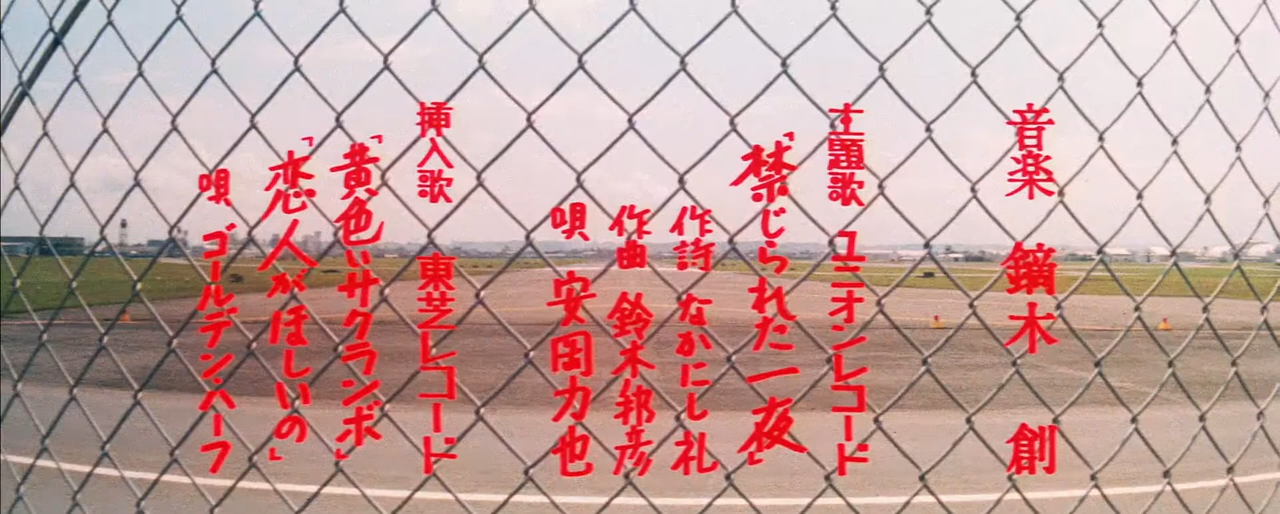 音楽 鏑木 創
主題歌 ユニオンレコード
「禁じられた一夜」
作詩 なかにし 礼
作曲 鈴木邦彦
唄 安岡力也
挿入歌 東芝レコード
「黄色いサクランボ」
「恋人がほしいの」
唄 ゴールデン・ハーフ